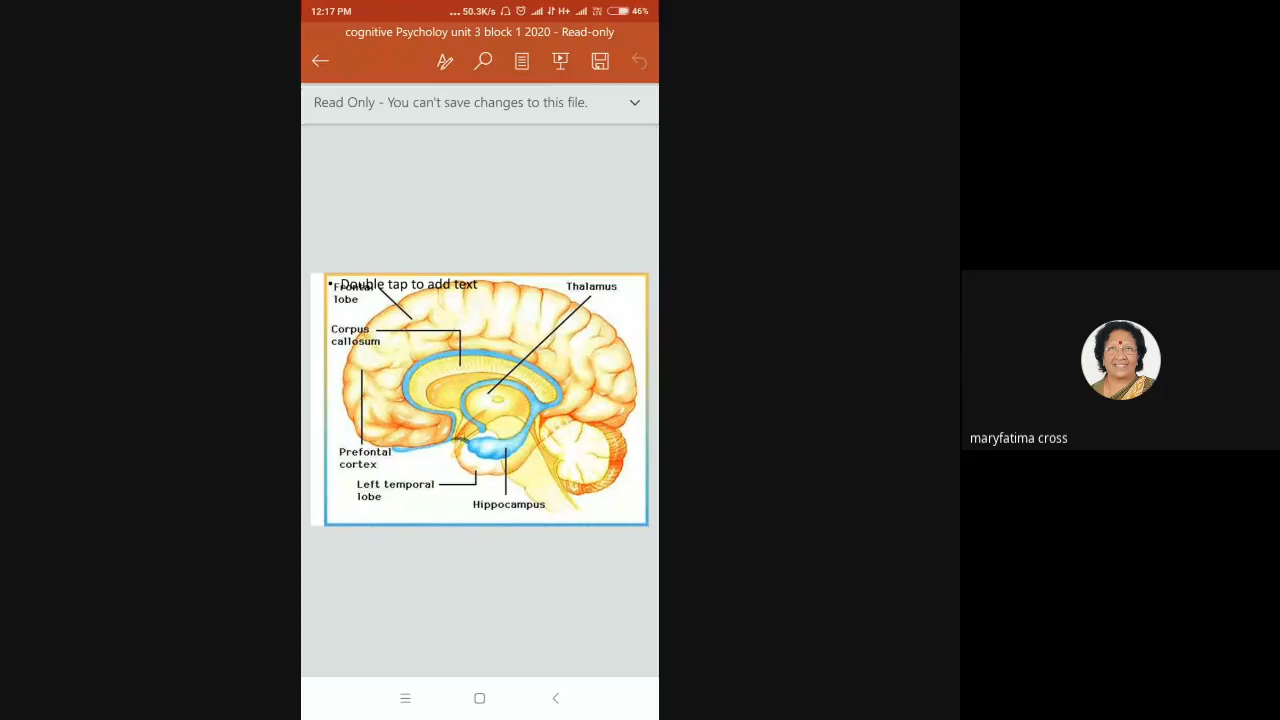 12:17 PM
... 50.3K/s
H+
46%
cognitive Psycholoy unit 3 block 1 2020 - Read-only
Read Only - You can't save changes to this file.
• Double tap to add text
Frontal
lobe
Thalamus
Corpus
callosum
Prefontal
cortex
Left temporal
lobe
Hippocampus
maryfatima cross